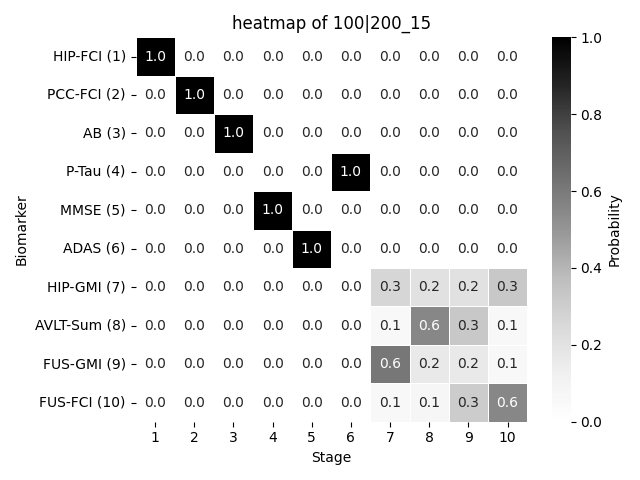 heatmap of 100|200_15
HIP-FCI (1) 1.0 0.0 0.0 0.0 0.0 0.0 0.0 0.0 0.0 0.0
PCC-FCI (2) 0.0 1.0 0.0 0.0 0.0 0.0 0.0 0.0 0.0 0.0
AB (3) 0.0 0.0 1.0 0.0 0.0 0.0 0.0 0.0 0.0 0.0
P-Tau (4) 0.0 0.0 0.0 0.0 0.0 1.0 0.0 0.0 0.0 0.0
MMSE (5) 0.0 0.0 0.0 1.0 0.0 0.0 0.0 0.0 0.0 0.0
ADAS (6) 0.0 0.0 0.0 0.0 1.0 0.0 0.0 0.0 0.0 0.0
HIP-GMI (7) 0.0 0.0 0.0 0.0 0.0 0.0 0.3 0.2 0.2 0.3
AVLT-Sum (8) 0.0 0.0 0.0 0.0 0.0 0.0 0.1 0.6 0.3 0.1
FUS-GMI (9) 0.0 0.0 0.0 0.0 0.0 0.0 0.6 0.2 0.2 0.1
FUS-FCI (10) 0.0 0.0 0.0 0.0 0.0 0.0 0.1 0.1 0.3 0.6
1 2 3 4 5 6 7 8 9 10
Stage
Biomarker
1.0
0.8
0.6
0.4
0.2
0.0
Probability